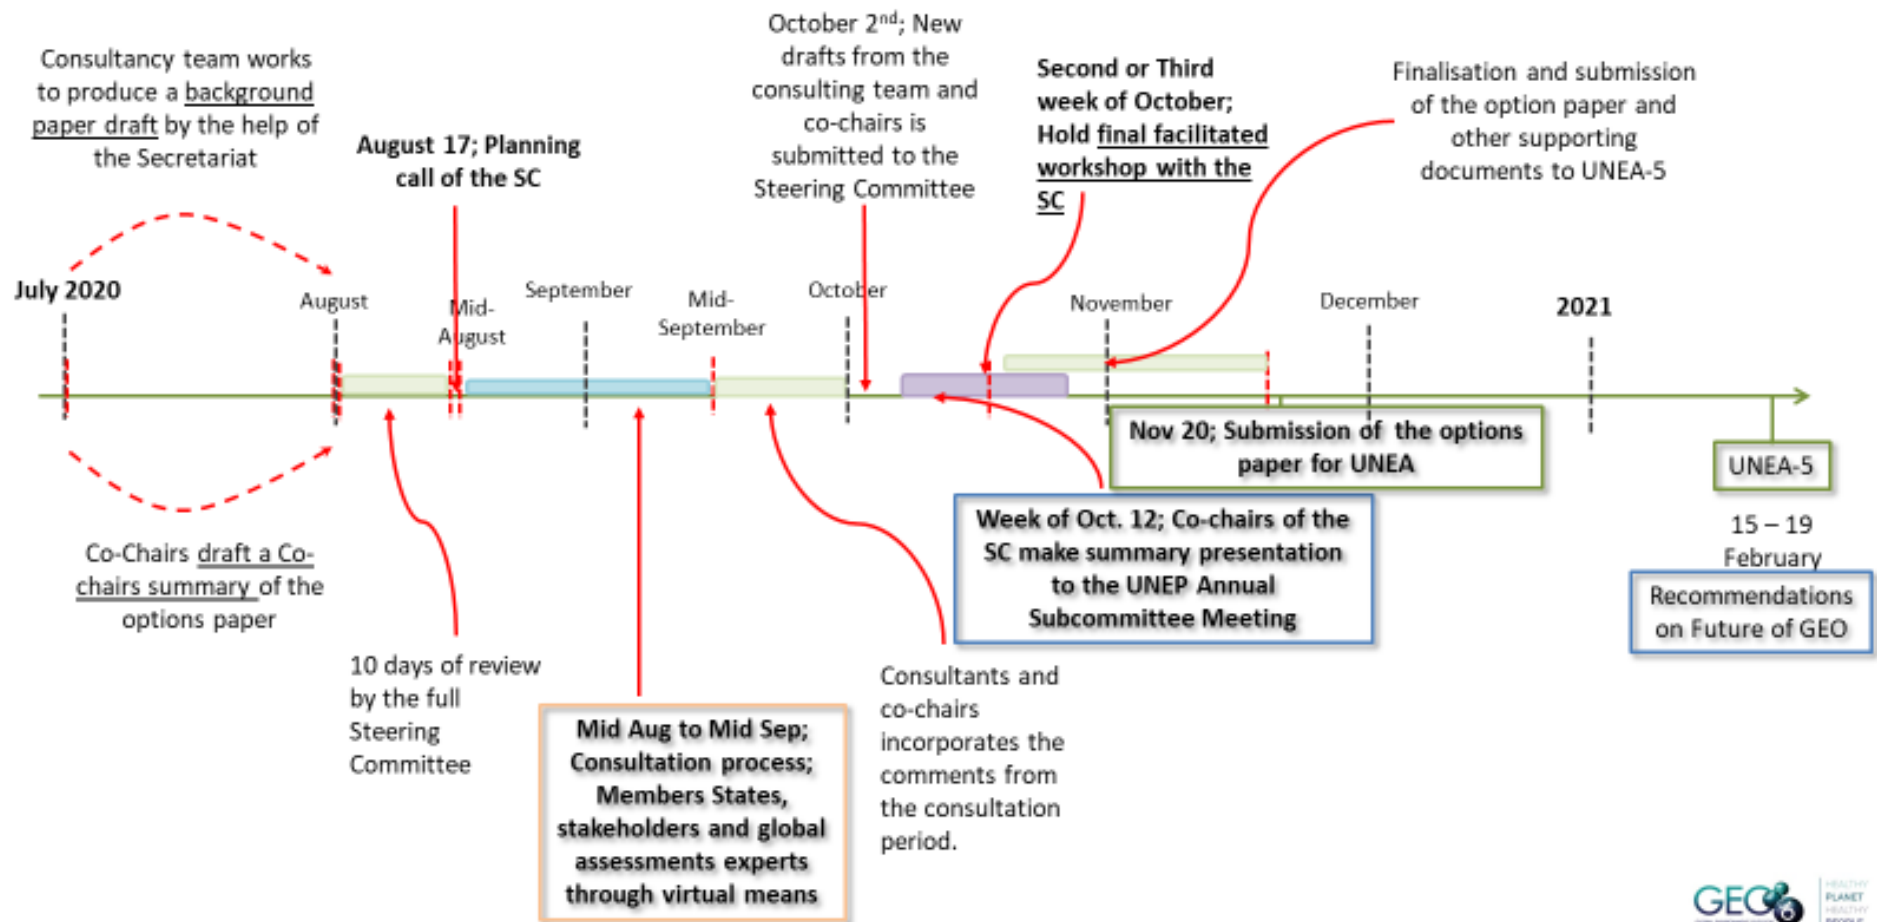 Consultancy team works
to produce a background
paper draft by the help of
the Secretariat
August 17; Planning
call of the SC
October 2nd; New
drafts from the
consulting team and
co-chairs is
submitted to the
Steering Committee
Second or Third
week of October;
Hold final facilitated
workshop with the
SC
Finalisation and submission
of the option paper and
other supporting
documents to UNEA-5
July 2020
August
Mid-
August
September
Mid-
September
October
November
December
2021
Nov 20; Submission of the options
paper for UNEA
UNEA-5
15 – 19
February
Recommendations
on Future of GEO
Week of Oct. 12; Co-chairs of the
SC make summary presentation
to the UNEP Annual
Subcommittee Meeting
Co-Chairs draft a Co-
chairs summary of the
options paper
10 days of review
by the full
Steering
Committee
Mid Aug to Mid Sep;
Consultation process;
Members States,
stakeholders and global
assessments experts
through virtual means
Consultants and
co-chairs
incorporates the
comments from
the consultation
period.
GEO
HEALTHY
PLANET
HEALTHY
PEOPLE